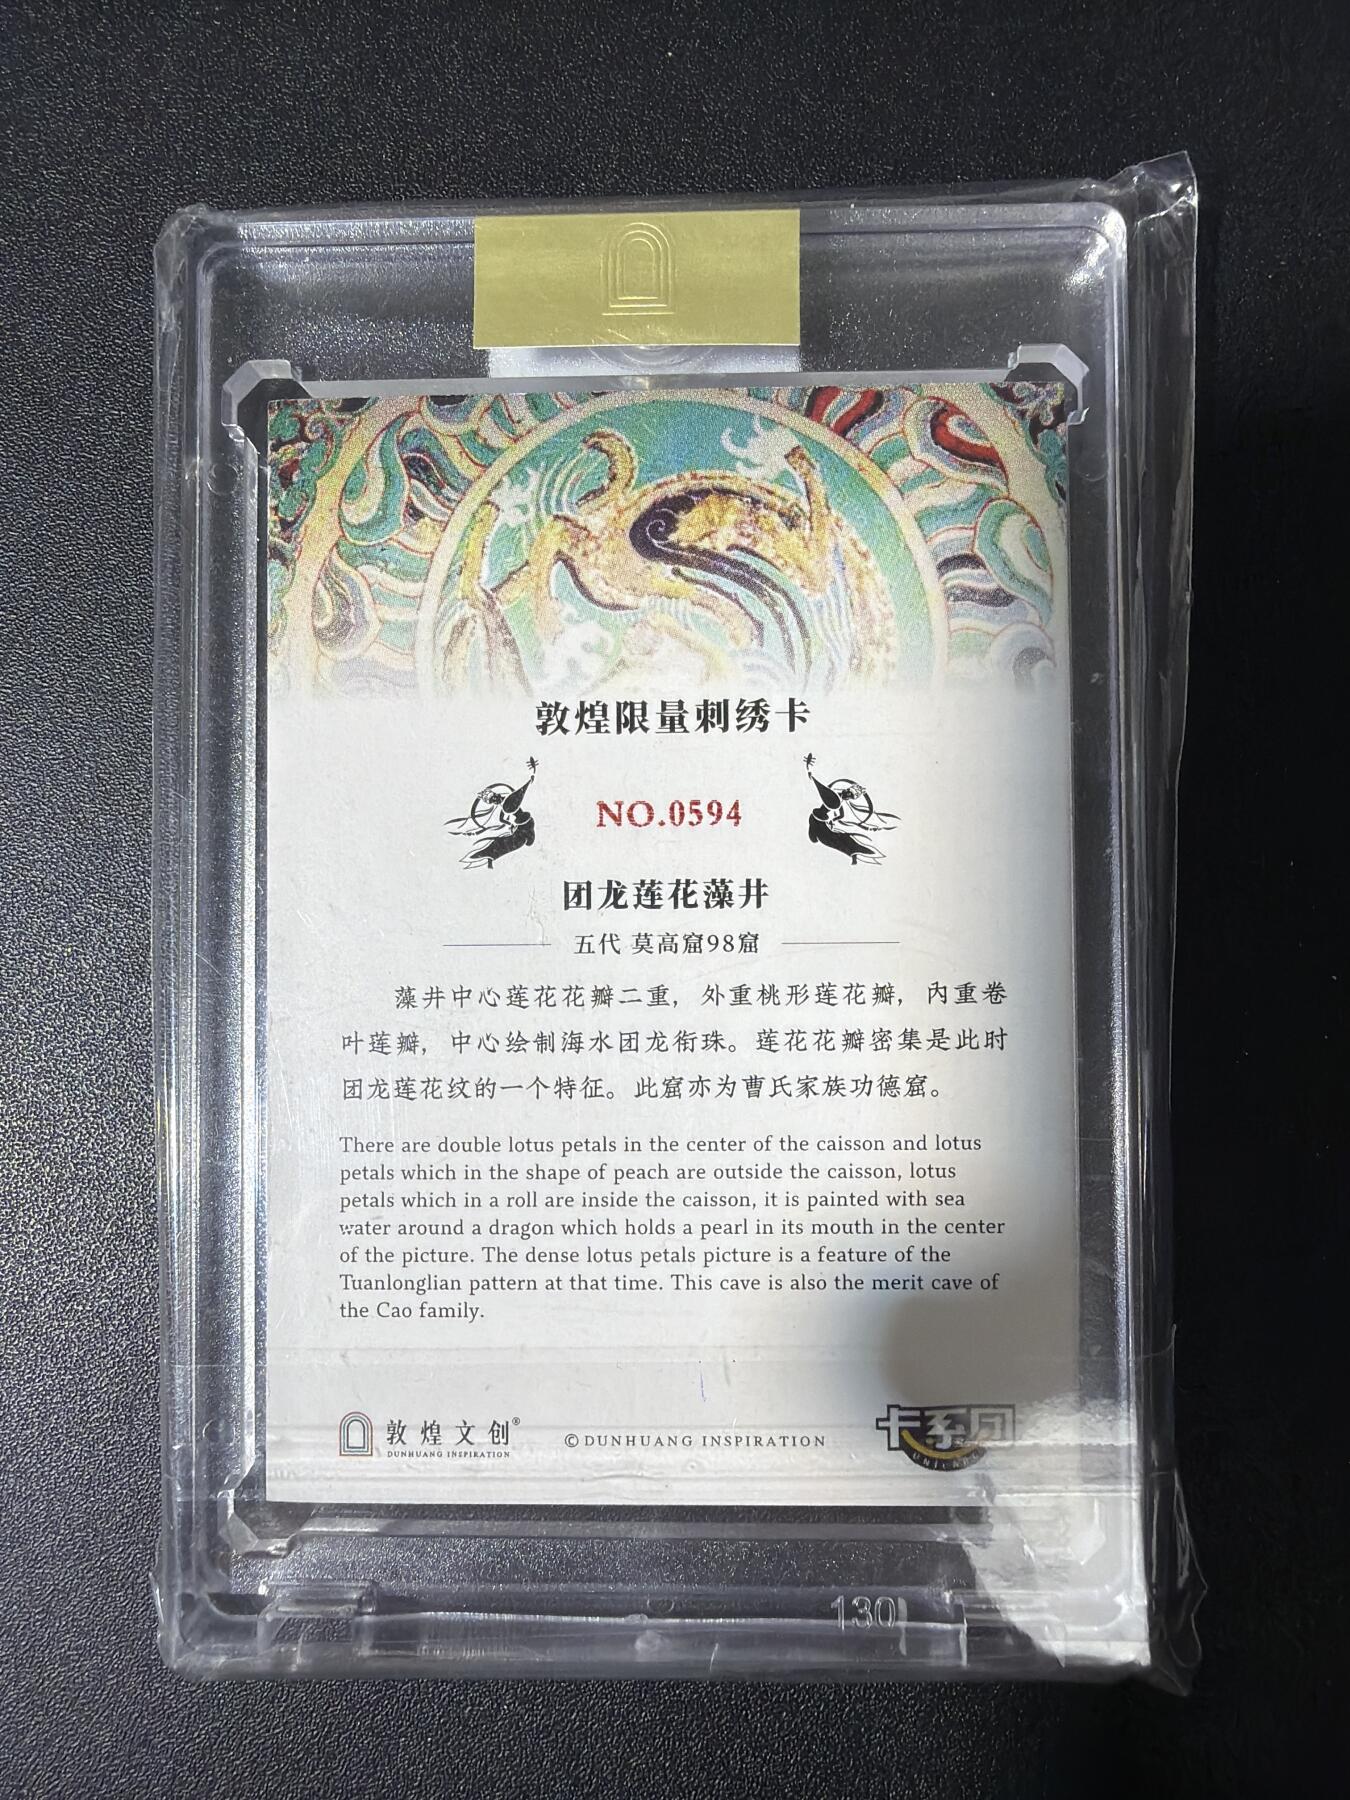 敦煌限量刺绣卡
NO.0594
团龙莲花藻井
五代 莫高窟98窟
藻井中心莲花花瓣二重，外重桃形莲花瓣，内重卷
叶莲瓣，中心绘制海水团龙衔珠。莲花花瓣密集是此时
团龙莲花纹的一个特征。此窟亦为曹氏家族功德窟。
There are double lotus petals in the center of the caisson and lotus
petals which in the shape of peach are outside the caisson, lotus
petals which in a roll are inside the caisson, it is painted with sea
water around a dragon which holds a pearl in its mouth in the center
of the picture. The dense lotus petals picture is a feature of the
Tuanlonglian pattern at that time. This cave is also the merit cave of
the Cao family.
敦煌文创®
DUNHUANG INSPIRATION
©DUNHUANG INSPIRATION
卡系团
130